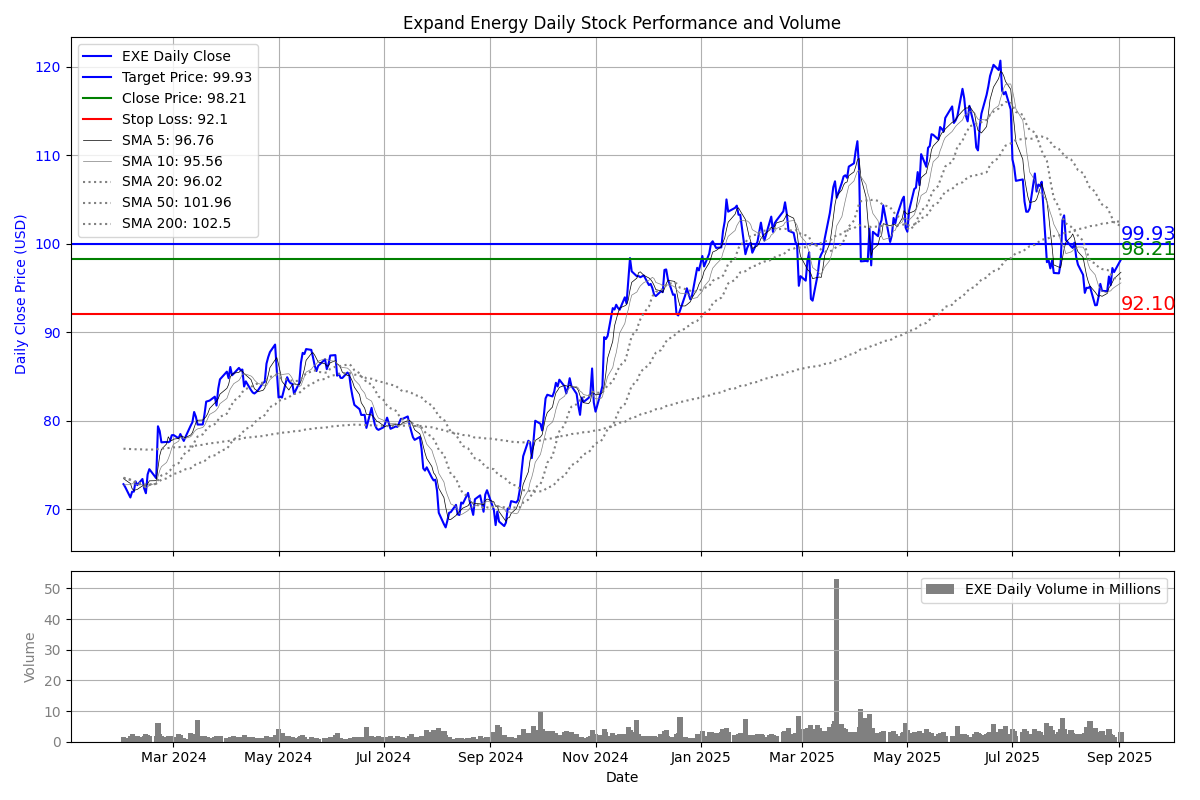 Expand Energy Daily Stock Performance and Volume
EXE Daily Close
Target Price: 99.93
Close Price: 98.21
Stop Loss: 92.1
SMA 5: 96.76
SMA 10: 95.56
SMA 20: 96.02
SMA 50: 101.96
SMA 200: 102.5
Daily Close Price (USD)
120
110
100
90
80
70
99.93
98.21
92.10
EXE Daily Volume in Millions
Volume
50
40
30
20
10
0
Mar 2024 May 2024 Jul 2024 Sep 2024 Nov 2024 Jan 2025 Mar 2025 May 2025 Jul 2025 Sep 2025
Date